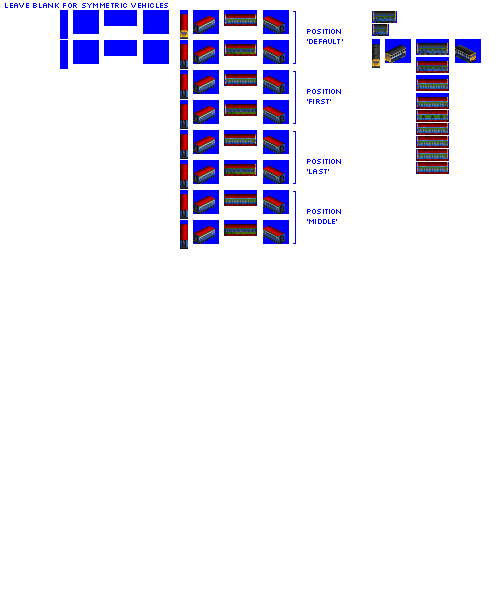 LEAVE BLANK FOR SYMMETRIC VEHICLES
POSITION
'DEFAULT'
POSITION
'FIRST'
POSITION
'LAST'
POSITION
'MIDDLE'